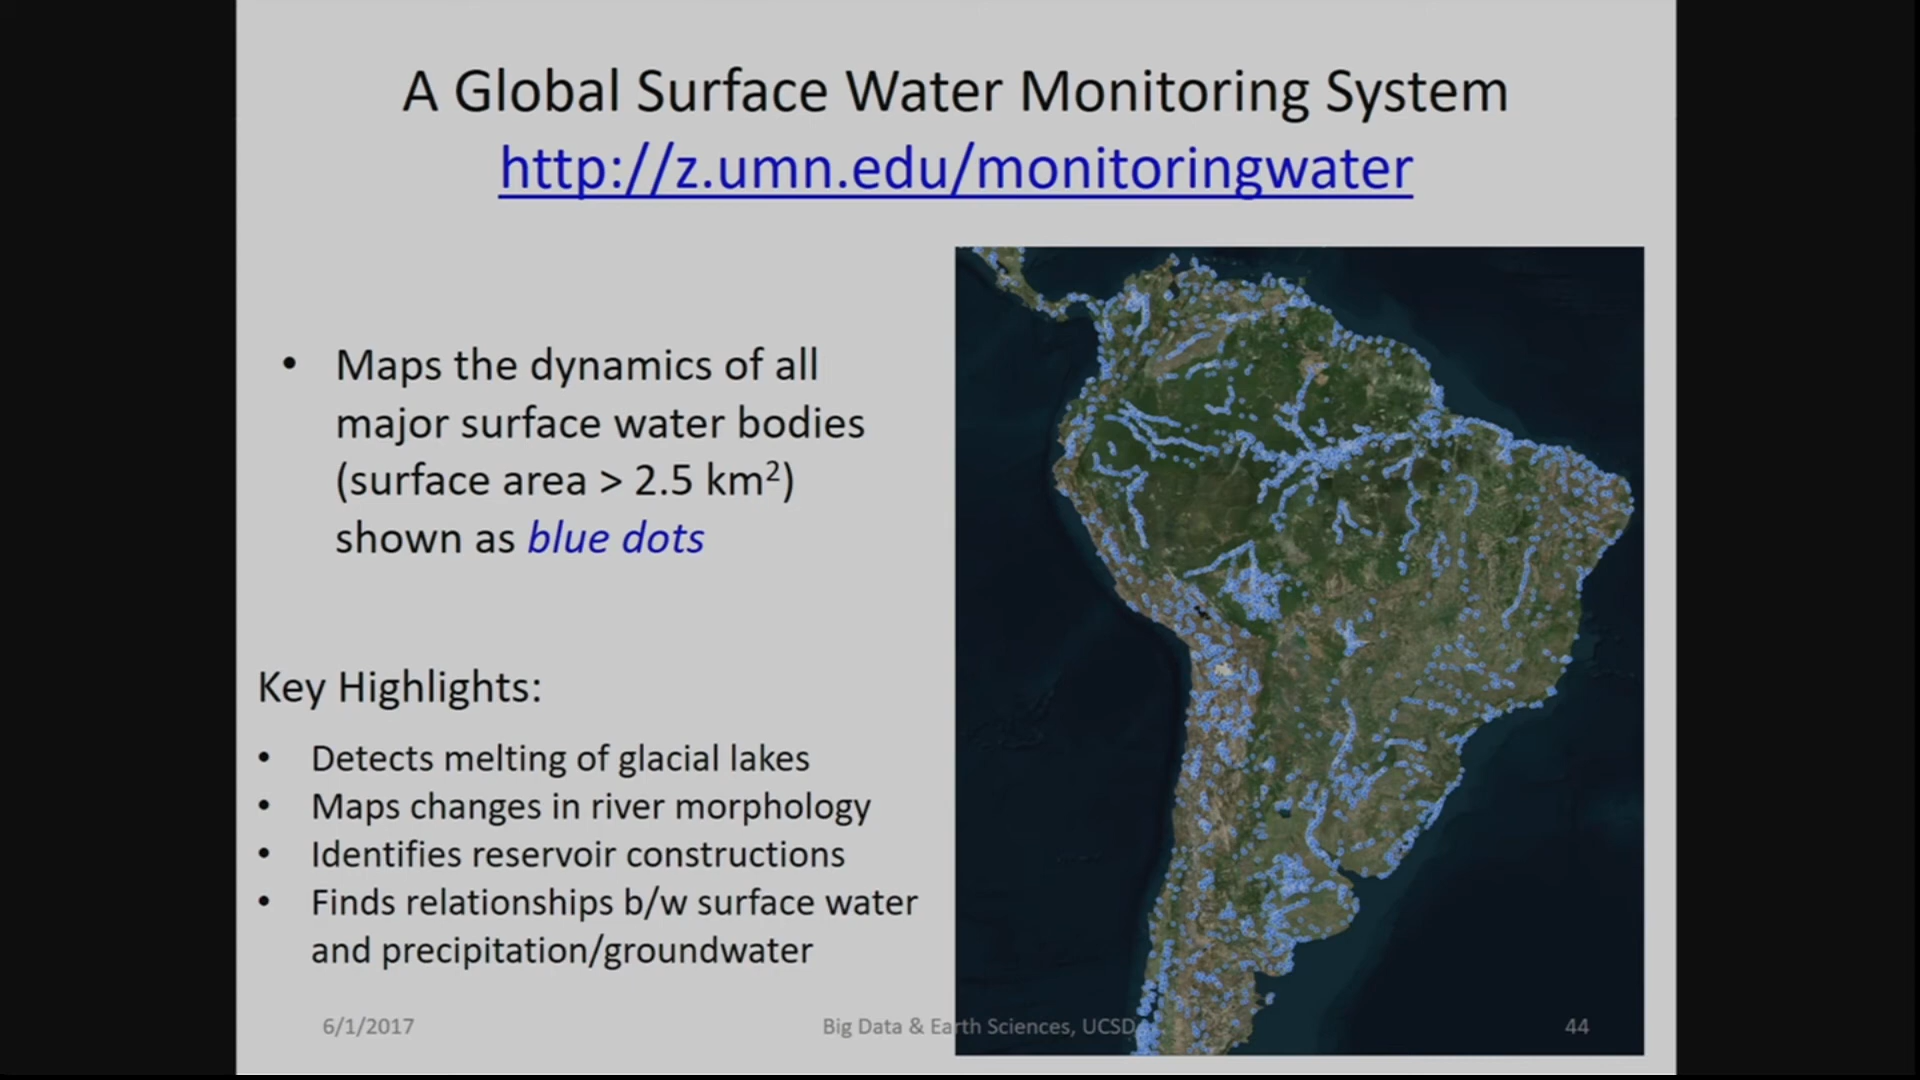 A Global Surface Water Monitoring System
http://z.umn.edu/monitoringwater
• Maps the dynamics of all
major surface water bodies
(surface area > 2.5 km²)
shown as blue dots
Key Highlights:
• Detects melting of glacial lakes
• Maps changes in river morphology
• Identifies reservoir constructions
• Finds relationships b/w surface water
and precipitation/groundwater
6/1/2017
Big Data & Earth Sciences, UCSD
44